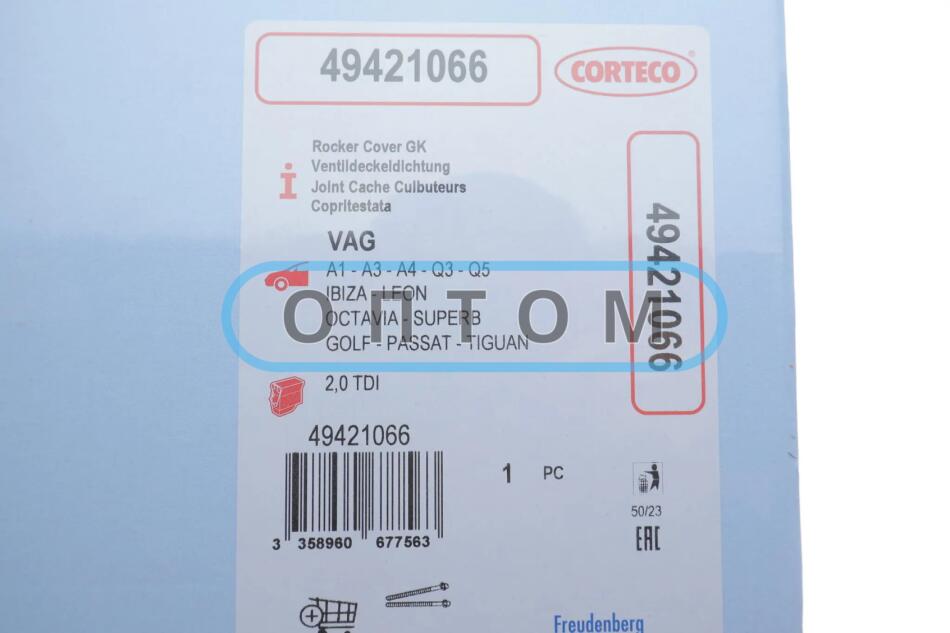 49421066
CORTECO®
Rocker Cover GK
Ventildeckeldichtung
Joint Cache Culbuteurs
Copritestata
VAG
A1 - A3 - A4 - Q3 - Q5
IBIZA - LEON
OCTAVIA - SUPERB
GOLF - PASSAT - TIGUAN
ОПТОМ
49421066
2,0 TDI
49421066
1 PC
3 358960 677563
50/23
EAC
Freudenberg